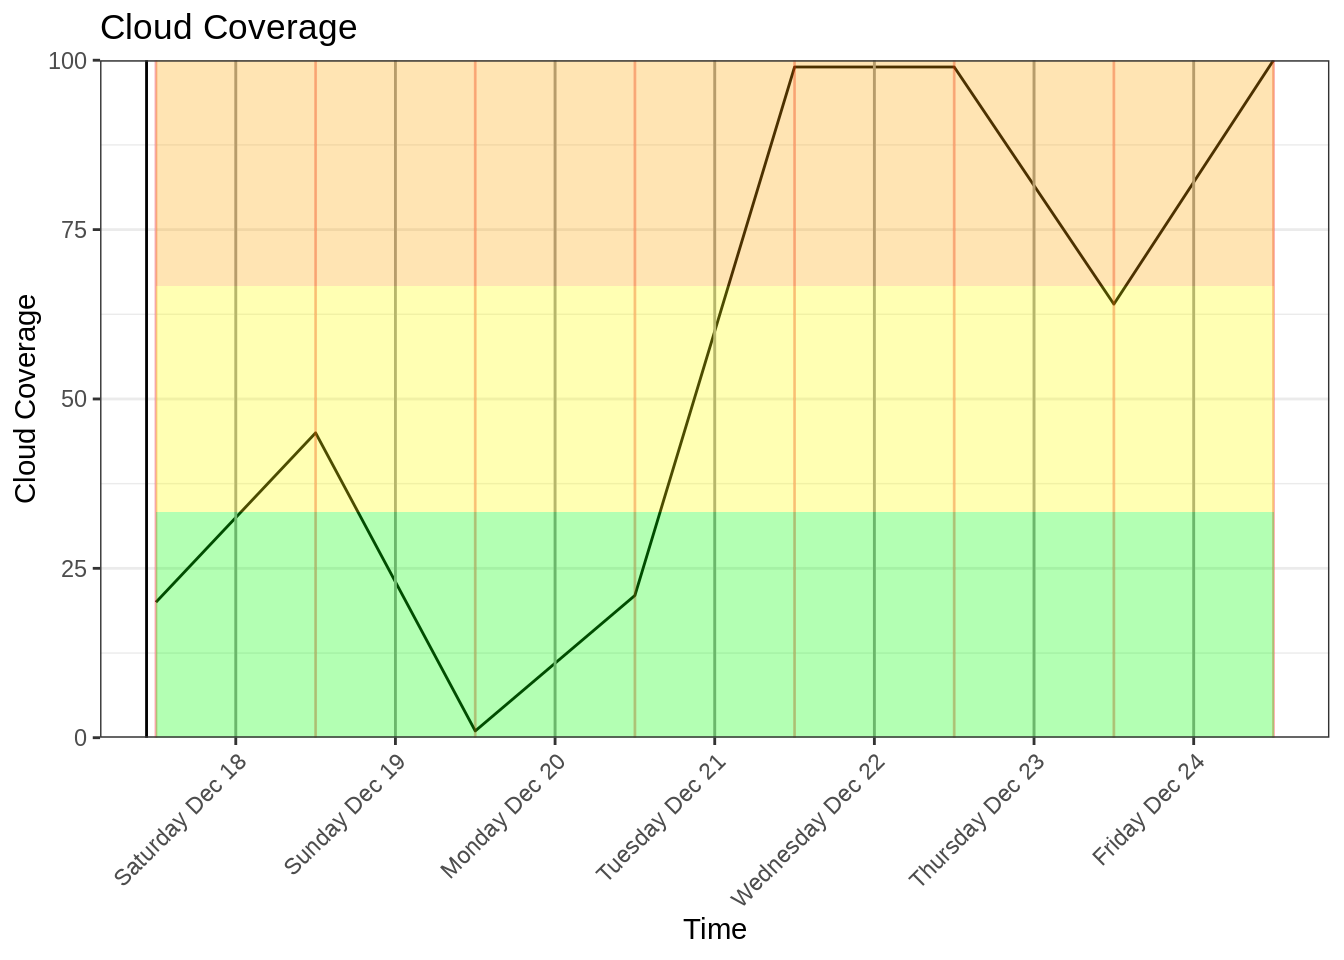 Cloud Coverage
Cloud Coverage
100
75
50
25
0
Saturday Dec 18
Sunday Dec 19
Monday Dec 20
Tuesday Dec 21
Wednesday Dec 22
Thursday Dec 23
Friday Dec 24
Time